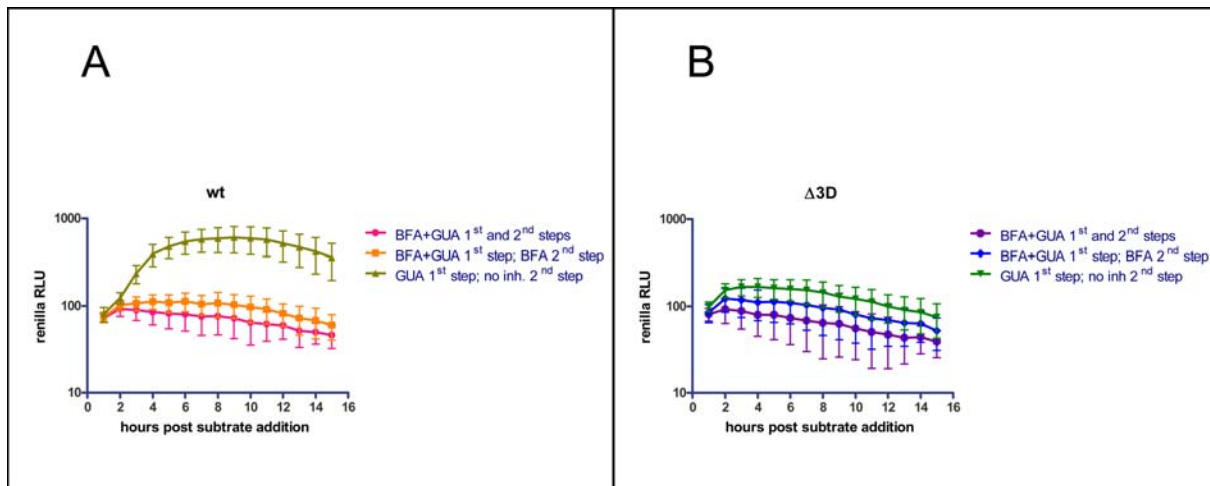 A
wt
1000
100
10
renilla RLU
0 2 4 6 8 10 12 14 16
hours post subtrate addition
BFA+GUA 1st and 2nd steps
BFA+GUA 1st step; BFA 2nd step
GUA 1st step; no inh. 2nd step
B
Δ3D
1000
100
10
renilla RLU
0 2 4 6 8 10 12 14 16
hours post subtrate addition
BFA+GUA 1st and 2nd steps
BFA+GUA 1st step; BFA 2nd step
GUA 1st step; no inh. 2nd step